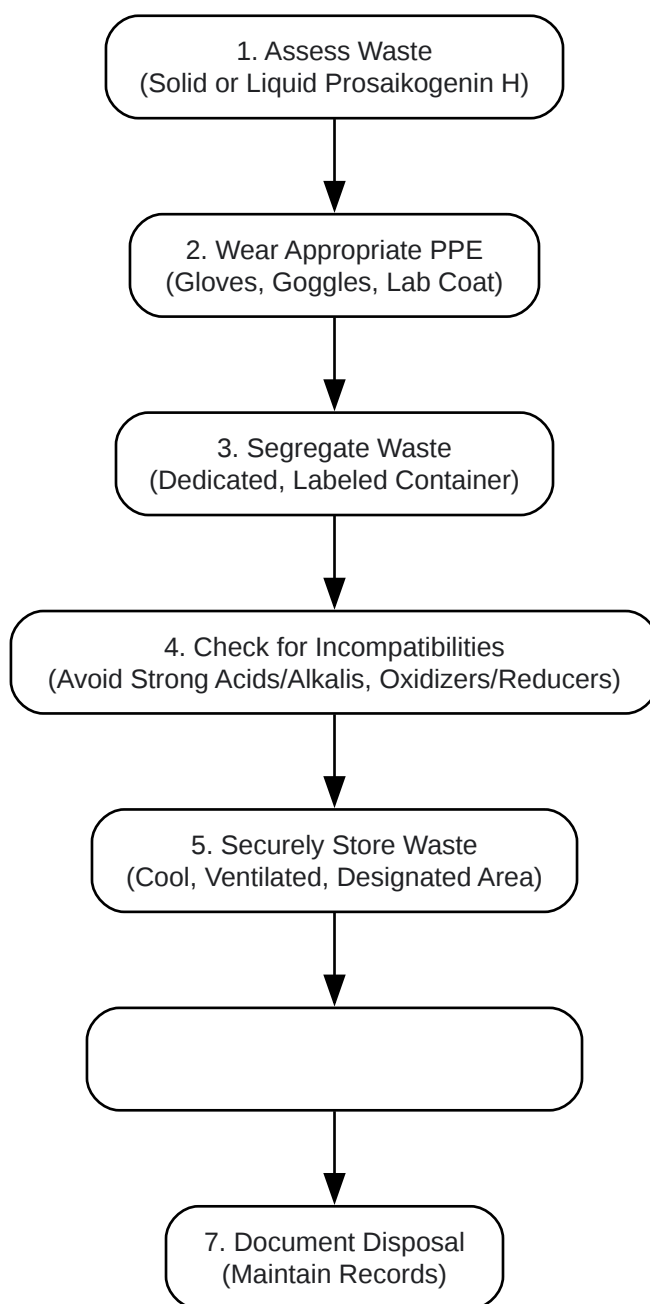 1. Assess Waste
(Solid or Liquid Prosaikogenin H)
2. Wear Appropriate PPE
(Gloves, Goggles, Lab Coat)
3. Segregate Waste
(Dedicated, Labeled Container)
4. Check for Incompatibilities
(Avoid Strong Acids/Alkalis, Oxidizers/Reducers)
5. Securely Store Waste
(Cool, Ventilated, Designated Area)
7. Document Disposal
(Maintain Records)